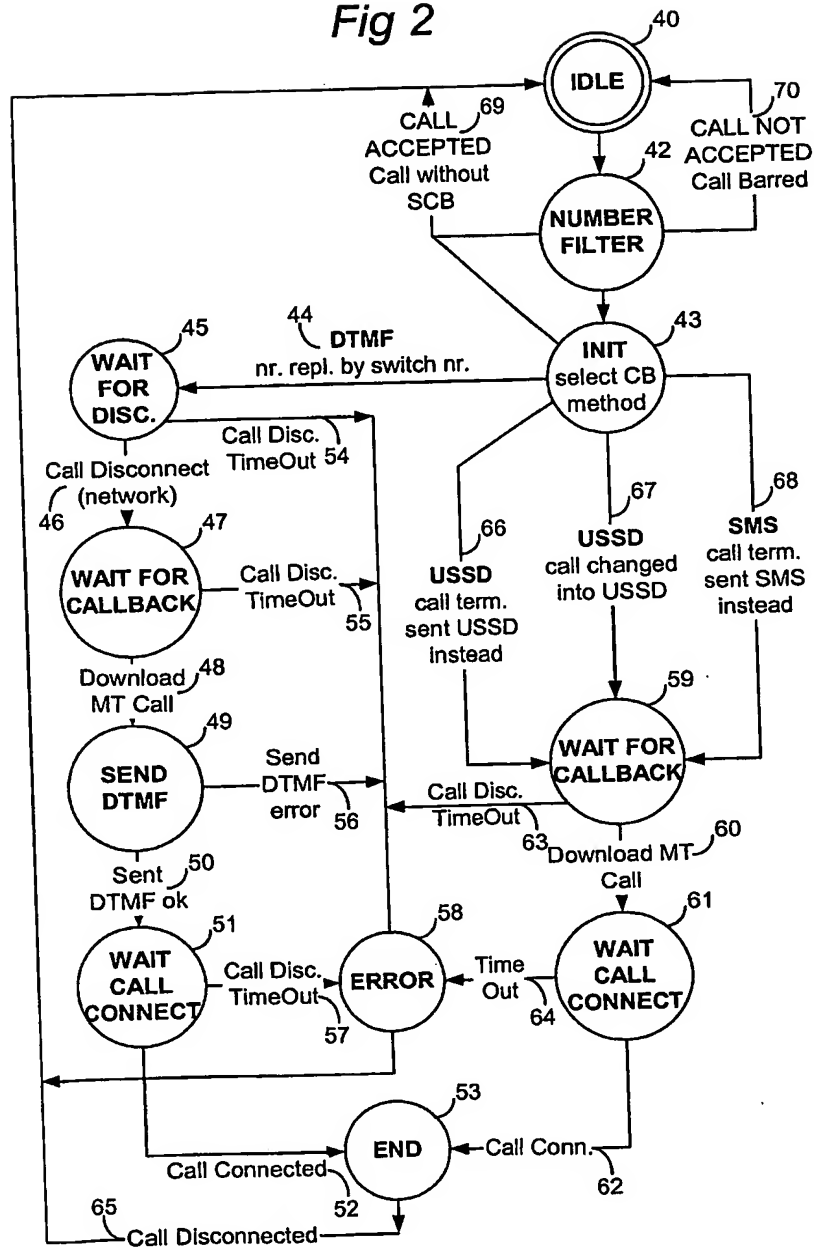 Fig 2
40
IDLE
69
CALL
ACCEPTED
Call without
SCB
70
CALL NOT
ACCEPTED
Call Barred
42
NUMBER
FILTER
43
INIT
select CB
method
44
DTMF
nr. repl. by switch nr.
45
WAIT
FOR
DISC.
Call Disc.
TimeOut 54
Call Disconnect
(network)
46
47
WAIT FOR
CALLBACK
Call Disc.
TimeOut
55
66
USSD
call term.
sent USSD
instead
67
USSD
call changed
into USSD
68
SMS
call term.
sent SMS
instead
Download
MT Call
48
49
SEND
DTMF
Send
DTMF
error
56
59
WAIT FOR
CALLBACK
Call Disc.
TimeOut
63
Download MT
Call
60
Sent
DTMF ok
50
51
WAIT
CALL
CONNECT
Call Disc.
TimeOut
57
58
ERROR
Time
Out
64
61
WAIT
CALL
CONNECT
53
END
Call Connected
52
Call Conn.
62
65
Call Disconnected